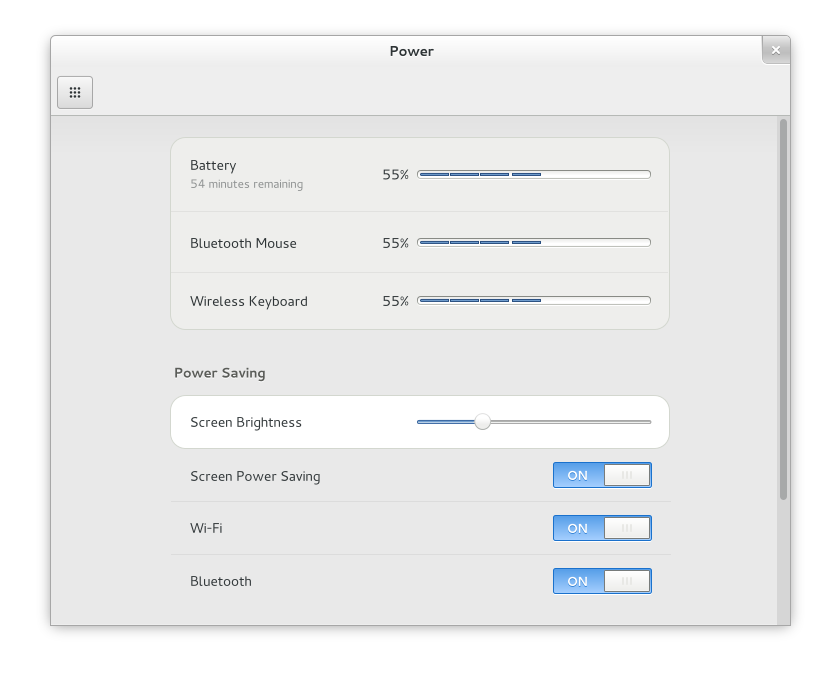 Power
Battery
54 minutes remaining
55%
Bluetooth Mouse
55%
Wireless Keyboard
55%
Power Saving
Screen Brightness
Screen Power Saving
ON
Wi-Fi
ON
Bluetooth
ON